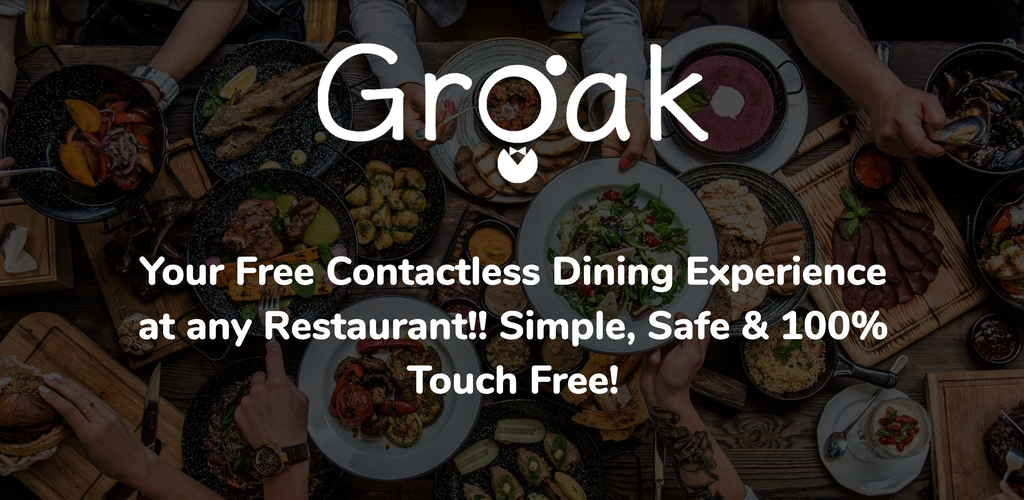 Groak
Your Free Contactless Dining Experience
at any Restaurant!! Simple, Safe & 100%
Touch Free!